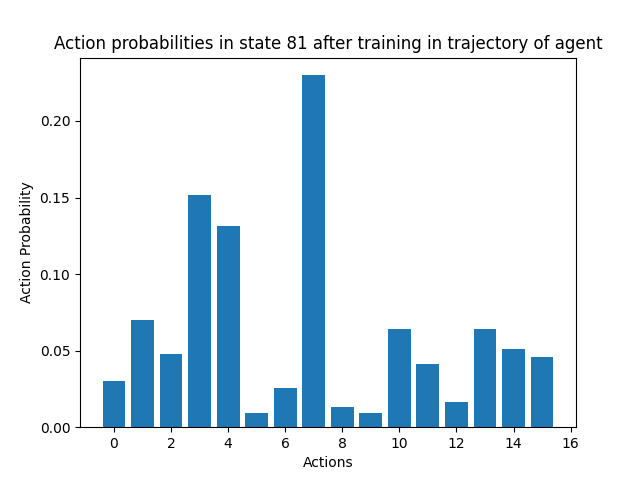 Action probabilities in state 81 after training in trajectory of agent
0.20
0.15
0.10
0.05
0.00
Action Probability
0 2 4 6 8 10 12 14 16
Actions